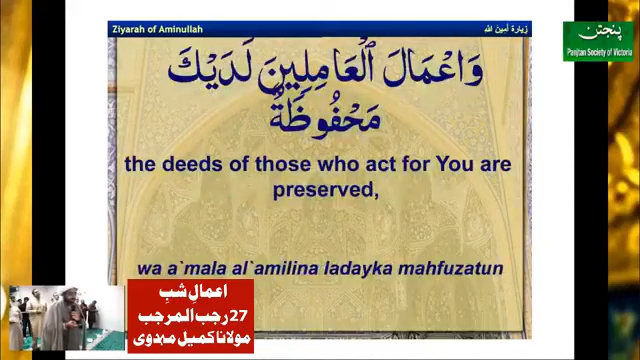 Ziyarah of Aminullah
زيارة أمين الله
پنجتن
Panjtan Society of Victoria
وَاَعْمَالَ ٱلْعَامِلِينَ لَدَيْكَ
مَحْفُوظَةٌ
the deeds of those who act for You are
preserved,
wa a`mala al`amilina ladayka mahfuzatun
اعمالِ شبِ
27 رجب المرجب
مولانا کمیل مہدوی